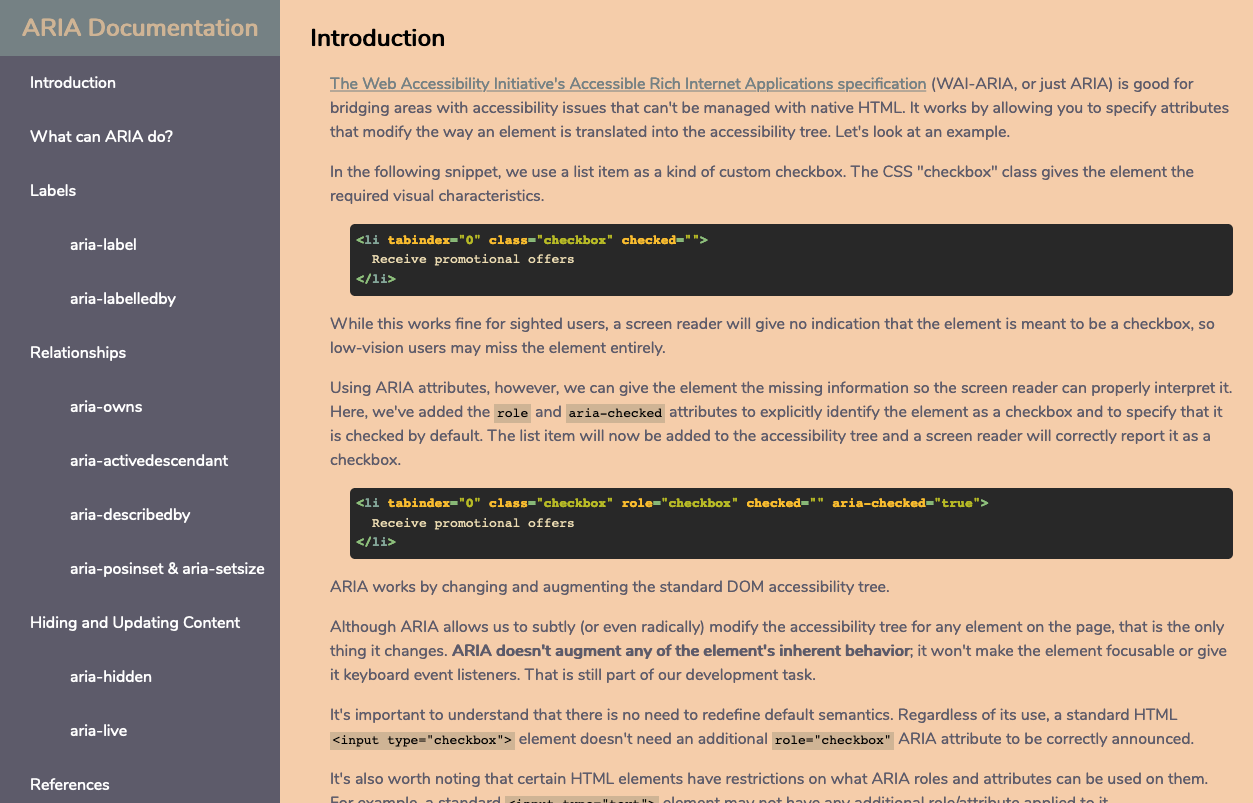 ARIA Documentation
Introduction
What can ARIA do?
Labels
aria-label
aria-labelledby
Relationships
aria-owns
aria-activedescendant
aria-describedby
aria-posinset & aria-setsize
Hiding and Updating Content
aria-hidden
aria-live
References
Introduction
The Web Accessibility Initiative's Accessible Rich Internet Applications specification (WAI-ARIA, or just ARIA) is good for
bridging areas with accessibility issues that can't be managed with native HTML. It works by allowing you to specify attributes
that modify the way an element is translated into the accessibility tree. Let's look at an example.
In the following snippet, we use a list item as a kind of custom checkbox. The CSS "checkbox" class gives the element the
required visual characteristics.
<li tabindex="0" class="checkbox" checked="">
  Receive promotional offers
</li>
While this works fine for sighted users, a screen reader will give no indication that the element is meant to be a checkbox, so
low-vision users may miss the element entirely.
Using ARIA attributes, however, we can give the element the missing information so the screen reader can properly interpret it.
Here, we've added the role and aria-checked attributes to explicitly identify the element as a checkbox and to specify that it
is checked by default. The list item will now be added to the accessibility tree and a screen reader will correctly report it as a
checkbox.
<li tabindex="0" class="checkbox" role="checkbox" checked="" aria-checked="true">
  Receive promotional offers
</li>
ARIA works by changing and augmenting the standard DOM accessibility tree.
Although ARIA allows us to subtly (or even radically) modify the accessibility tree for any element on the page, that is the only
thing it changes. ARIA doesn't augment any of the element's inherent behavior; it won't make the element focusable or give
it keyboard event listeners. That is still part of our development task.
It's important to understand that there is no need to redefine default semantics. Regardless of its use, a standard HTML
<input type="checkbox"> element doesn't need an additional role="checkbox" ARIA attribute to be correctly announced.
It's also worth noting that certain HTML elements have restrictions on what ARIA roles and attributes can be used on them.
For example, a standard <input type="text"> element may not have any additional role/attribute applied to it.